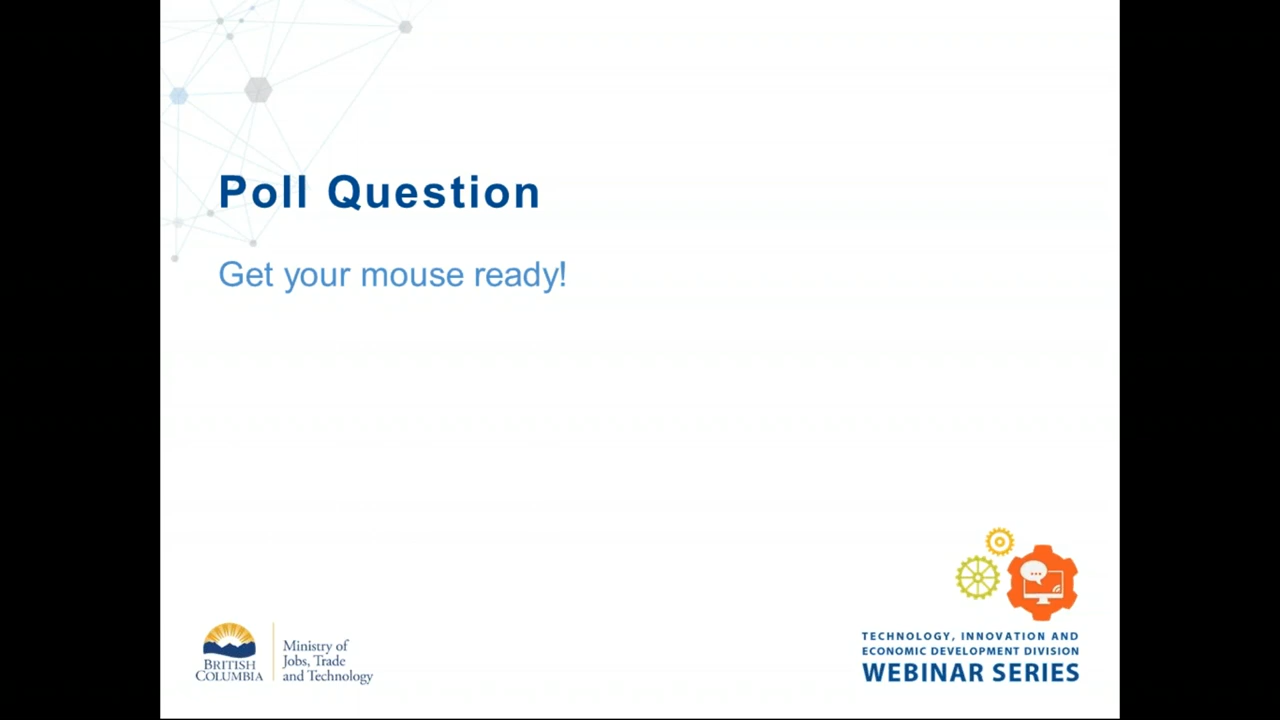 Poll Question
Get your mouse ready!
BRITISH
COLUMBIA
Ministry of
Jobs, Trade
and Technology
TECHNOLOGY, INNOVATION AND
ECONOMIC DEVELOPMENT DIVISION
WEBINAR SERIES